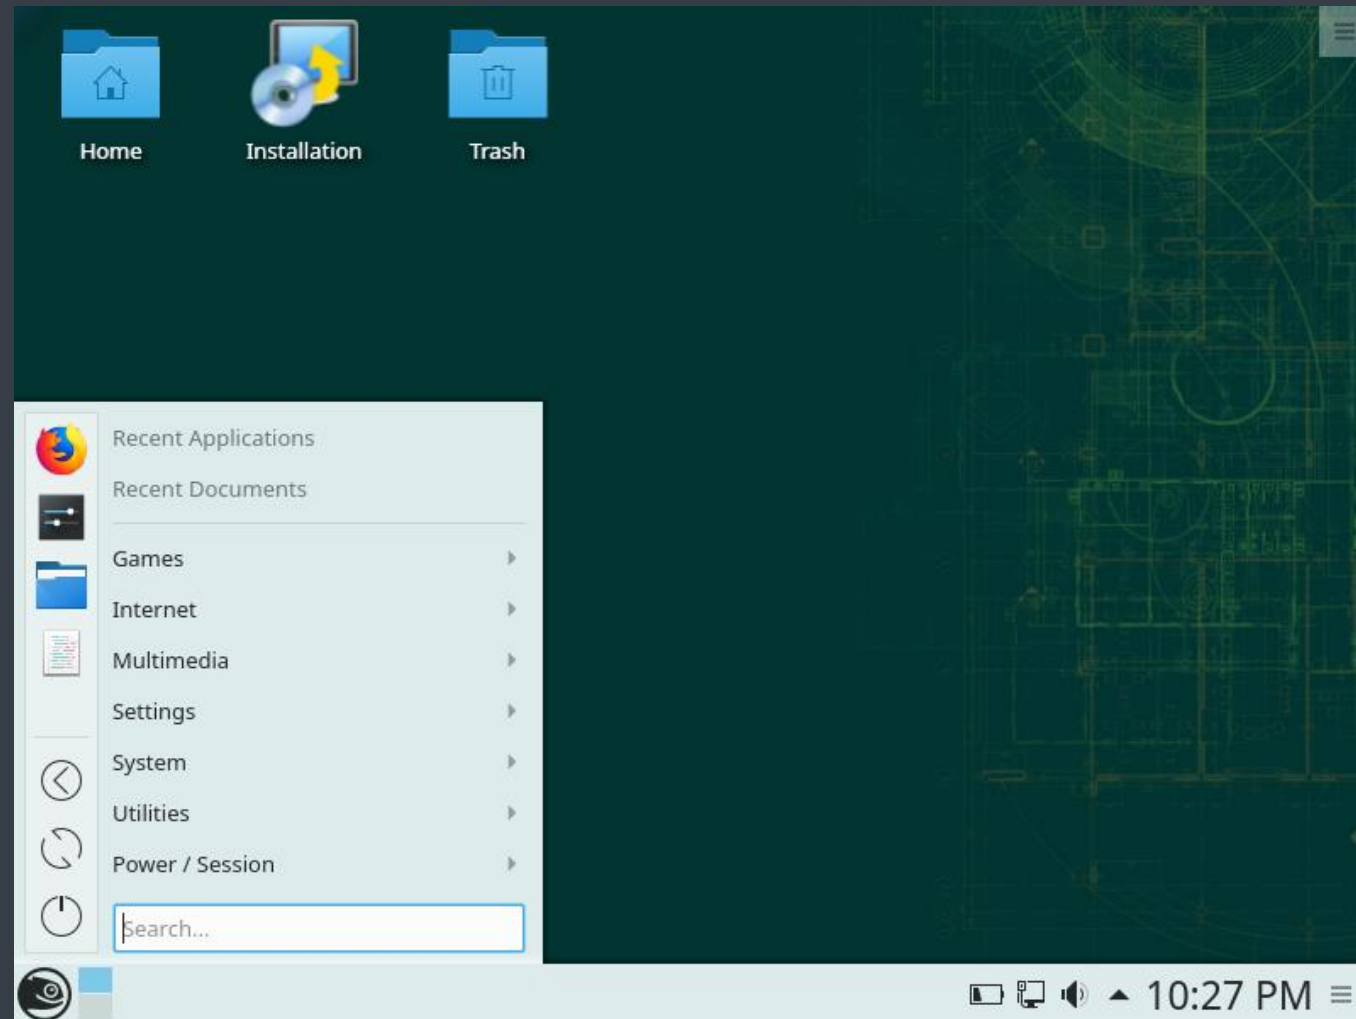 Home
Installation
Trash
Recent Applications
Recent Documents
Games
Internet
Multimedia
Settings
System
Utilities
Power / Session
Search...
10:27 PM